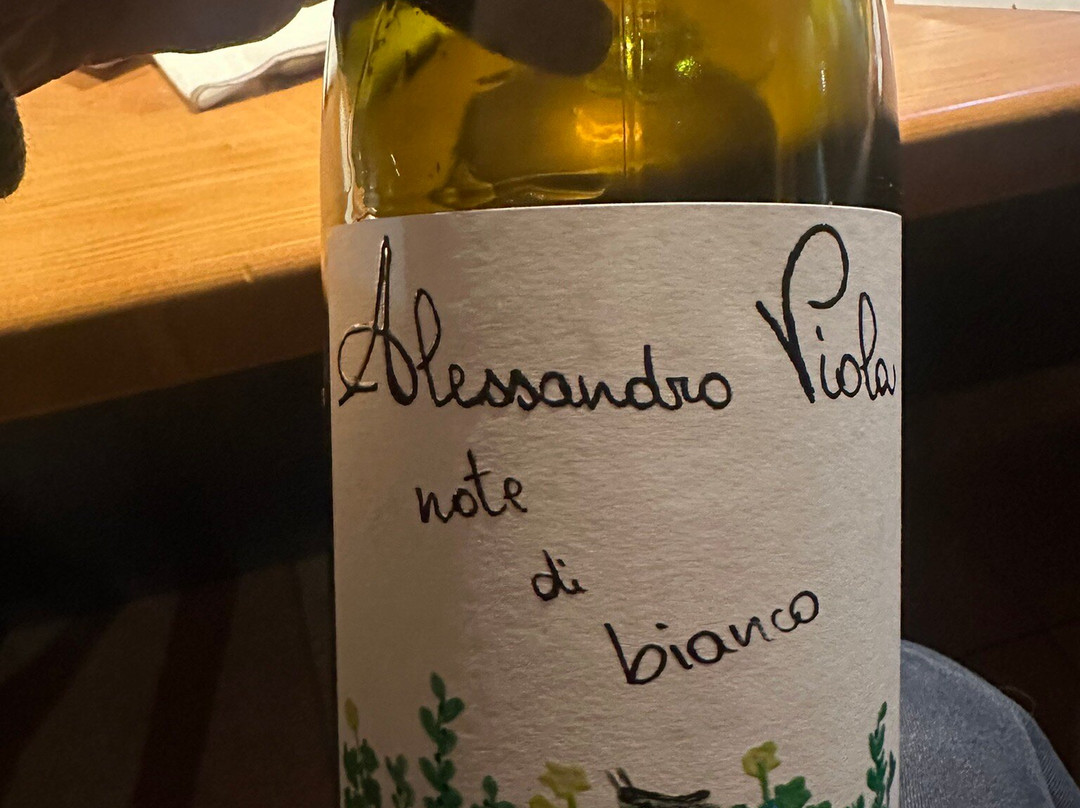 Alessandro Viola
note
di
bianco